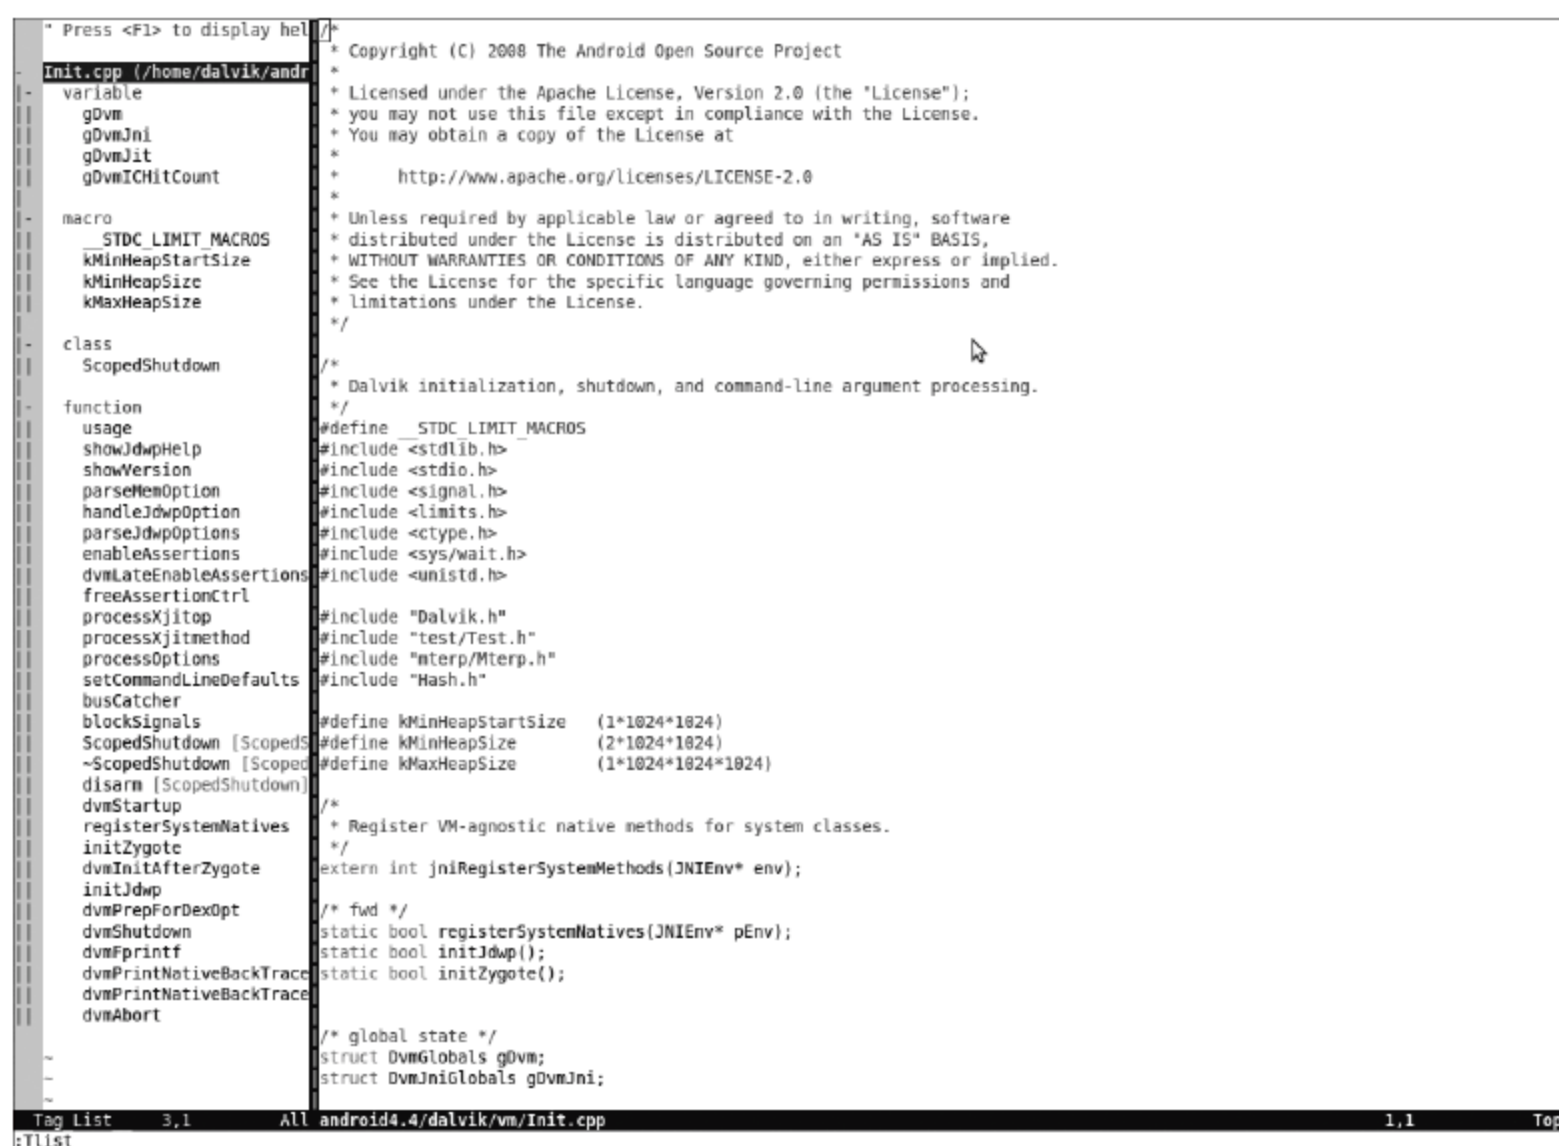 " Press <F1> to display hel
Init.cpp (/home/dalvik/andr
variable
gDvm
gDvmJni
gDvmJit
gDvmICHitCount
macro
__STDC_LIMIT_MACROS
kMinHeapStartSize
kMinHeapSize
kMaxHeapSize
class
ScopedShutdown
function
usage
showJdwpHelp
showVersion
parseMemOption
handleJdwpOption
parseJdwpOptions
enableAssertions
dvmLateEnableAssertions
freeAssertionCtrl
processXjitop
processXjitmethod
processOptions
setCommandLineDefaults
busCatcher
blockSignals
ScopedShutdown [ScopedS
~ScopedShutdown [Scoped
disarm [ScopedShutdown]
dvmStartup
registerSystemNatives
initZygote
dvmInitAfterZygote
initJdwp
dvmPrepForDexOpt
dvmShutdown
dvmFprintf
dvmPrintNativeBackTrace
dvmPrintNativeBackTrace
dvmAbort
~
~
~
/*
* Copyright (C) 2008 The Android Open Source Project
*
* Licensed under the Apache License, Version 2.0 (the "License");
* you may not use this file except in compliance with the License.
* You may obtain a copy of the License at
*
*      http://www.apache.org/licenses/LICENSE-2.0
*
* Unless required by applicable law or agreed to in writing, software
* distributed under the License is distributed on an "AS IS" BASIS,
* WITHOUT WARRANTIES OR CONDITIONS OF ANY KIND, either express or implied.
* See the License for the specific language governing permissions and
* limitations under the License.
*/
/*
* Dalvik initialization, shutdown, and command-line argument processing.
*/
#define __STDC_LIMIT_MACROS
#include <stdlib.h>
#include <stdio.h>
#include <signal.h>
#include <limits.h>
#include <ctype.h>
#include <sys/wait.h>
#include <unistd.h>
#include "Dalvik.h"
#include "test/Test.h"
#include "mterp/Mterp.h"
#include "Hash.h"
#define kMinHeapStartSize   (1*1024*1024)
#define kMinHeapSize        (2*1024*1024)
#define kMaxHeapSize        (1*1024*1024*1024)
/*
* Register VM-agnostic native methods for system classes.
*/
extern int jniRegisterSystemMethods(JNIEnv* env);
/* fwd */
static bool registerSystemNatives(JNIEnv* pEnv);
static bool initJdwp();
static bool initZygote();
/* global state */
struct DvmGlobals gDvm;
struct DvmJniGlobals gDvmJni;
Tag List     3,1         All android4.4/dalvik/vm/Init.cpp     1,1     Top
:Tlist